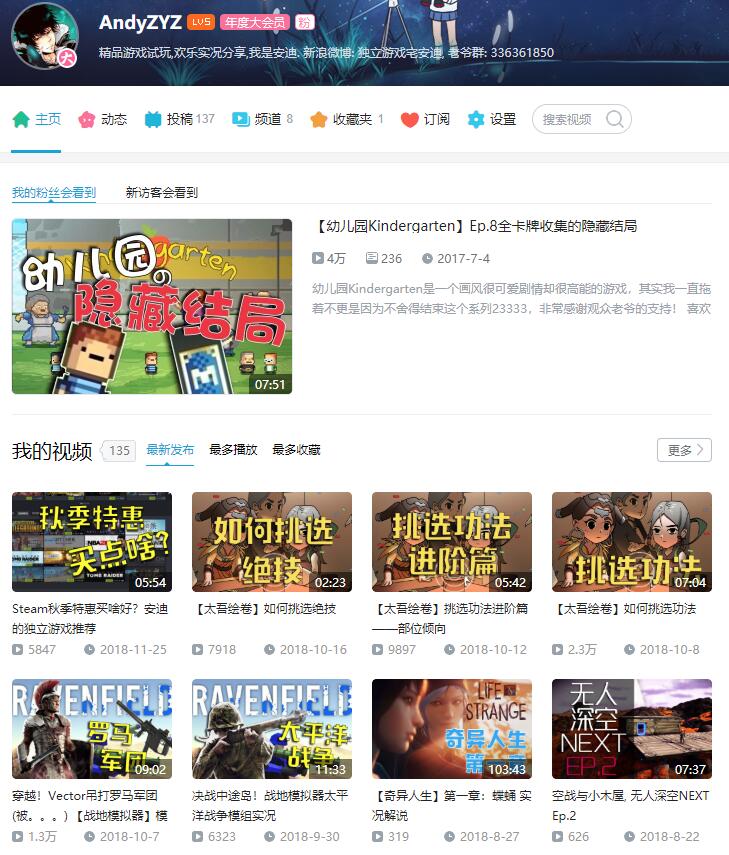 AndyZYZ LV5 年度大会员 粉
精品游戏试玩,欢乐实况分享,我是安迪. 新浪微博: 独立游戏宅安迪, 老爷群: 336361850
大
主页 动态 投稿 137 频道 8 收藏夹 1 订阅 设置 搜索视频
我的粉丝会看到 新访客会看到
幼儿园の
隐藏结局
07:51
【幼儿园Kindergarten】Ep.8全卡牌收集的隐藏结局
4万 236 2017-7-4
幼儿园Kindergarten是一个画风很可爱剧情却很高能的游戏，其实我一直拖
着不更是因为不舍得结束这个系列23333，非常感谢观众老爷的支持！ 喜欢
我的视频 135 最新发布 最多播放 最多收藏 更多
秋季特惠
买点啥?
TOMB RAIDER
05:54
如何挑选
绝技
02:23
挑选功法
进阶篇
05:42
挑选功法
07:04
Steam秋季特惠买啥好？安迪
的独立游戏推荐
5847 2018-11-25
【太吾绘卷】如何挑选绝技
7918 2018-10-16
【太吾绘卷】挑选功法进阶篇
——部位倾向
9897 2018-10-12
【太吾绘卷】如何挑选功法
2.3万 2018-10-8
RAVENFIELD
罗马
军团
09:02
RAVENFIELD
太平洋
战争
11:33
LIFE IS
STRANGE
奇异人生
第一章
103:43
无人
深空
NEXT
EP.2
07:37
穿越！Vector吊打罗马军团
(被。。。) 【战地模拟器】模
1.3万 2018-10-7
决战中途岛！战地模拟器太平
洋战争模组实况
6323 2018-9-30
【奇异人生】第一章：蝶蛹 实
况解说
319 2018-8-27
空战与小木屋, 无人深空NEXT
Ep.2
626 2018-8-22